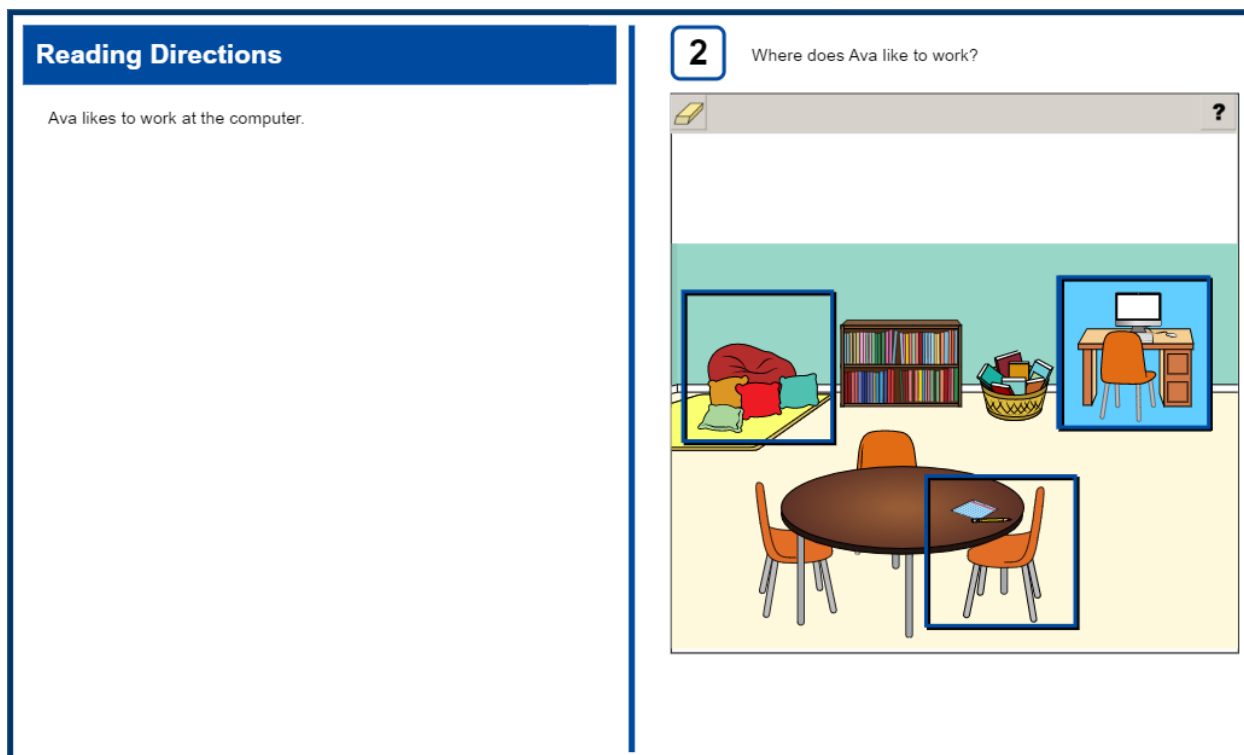 Reading Directions
Ava likes to work at the computer.
2
Where does Ava like to work?
?